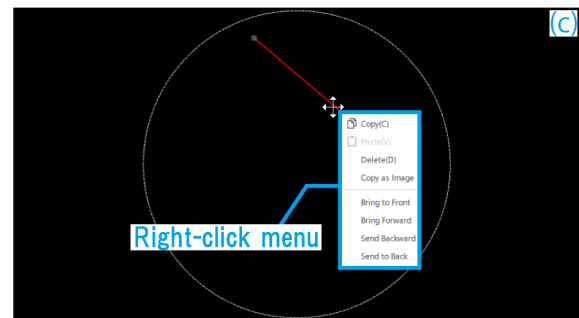 (C)
Copy(C)
Paste(V)
Delete(D)
Copy as Image
Bring to Front
Bring Forward
Send Backward
Send to Back
Right-click menu